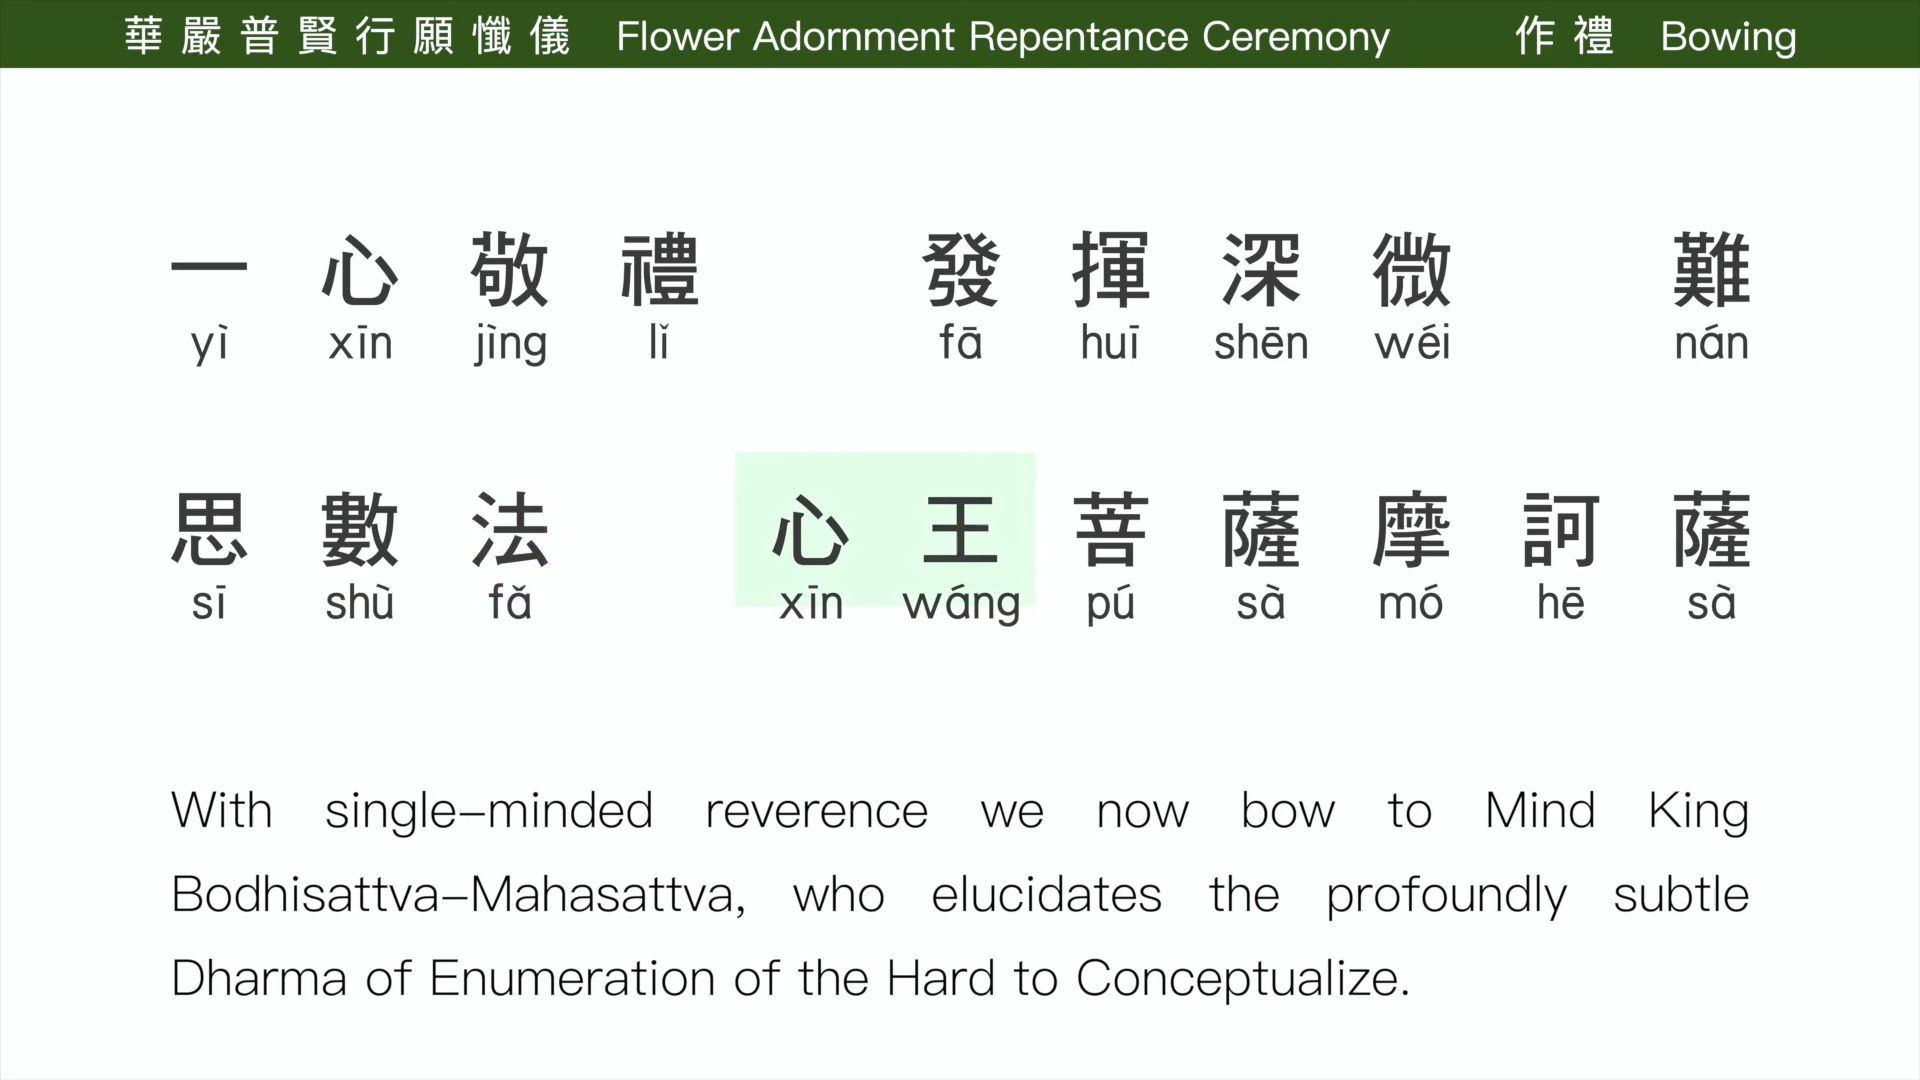 華嚴普賢行願懺儀 Flower Adornment Repentance Ceremony 作禮 Bowing
一心敬禮 發揮深微 難
yì xīn jìng lǐ fā huī shēn wéi nán
思數法 心王菩薩摩訶薩
sī shù fǎ xīn wáng pú sà mó hē sà
With single-minded reverence we now bow to Mind King
Bodhisattva-Mahasattva, who elucidates the profoundly subtle
Dharma of Enumeration of the Hard to Conceptualize.